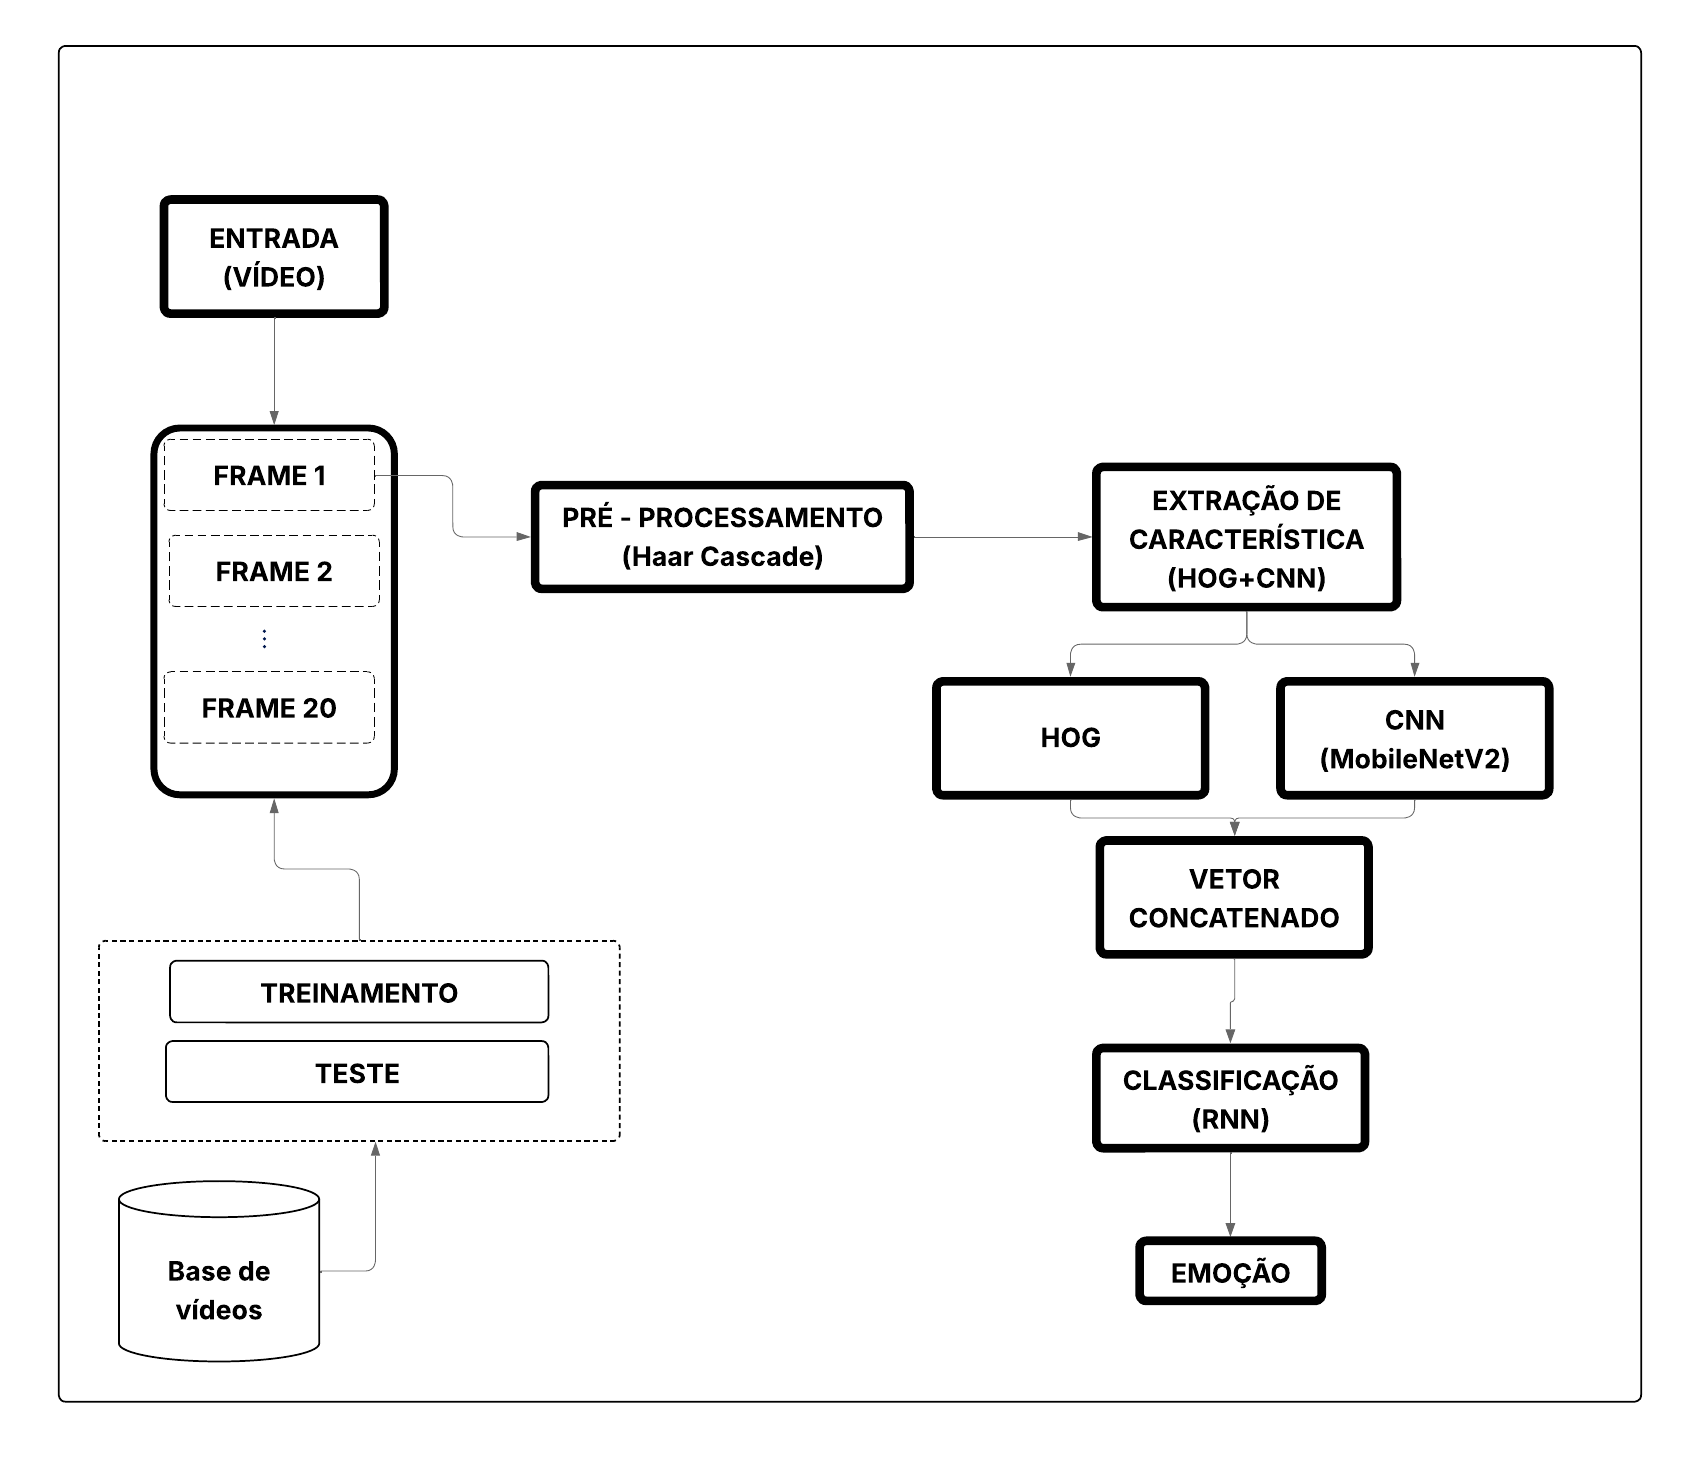 ENTRADA
(VÍDEO)
FRAME 1
FRAME 2
FRAME 20
PRÉ - PROCESSAMENTO
(Haar Cascade)
EXTRAÇÃO DE
CARACTERÍSTICA
(HOG+CNN)
HOG
CNN
(MobileNetV2)
VETOR
CONCATENADO
CLASSIFICAÇÃO
(RNN)
EMOÇÃO
TREINAMENTO
TESTE
Base de
vídeos